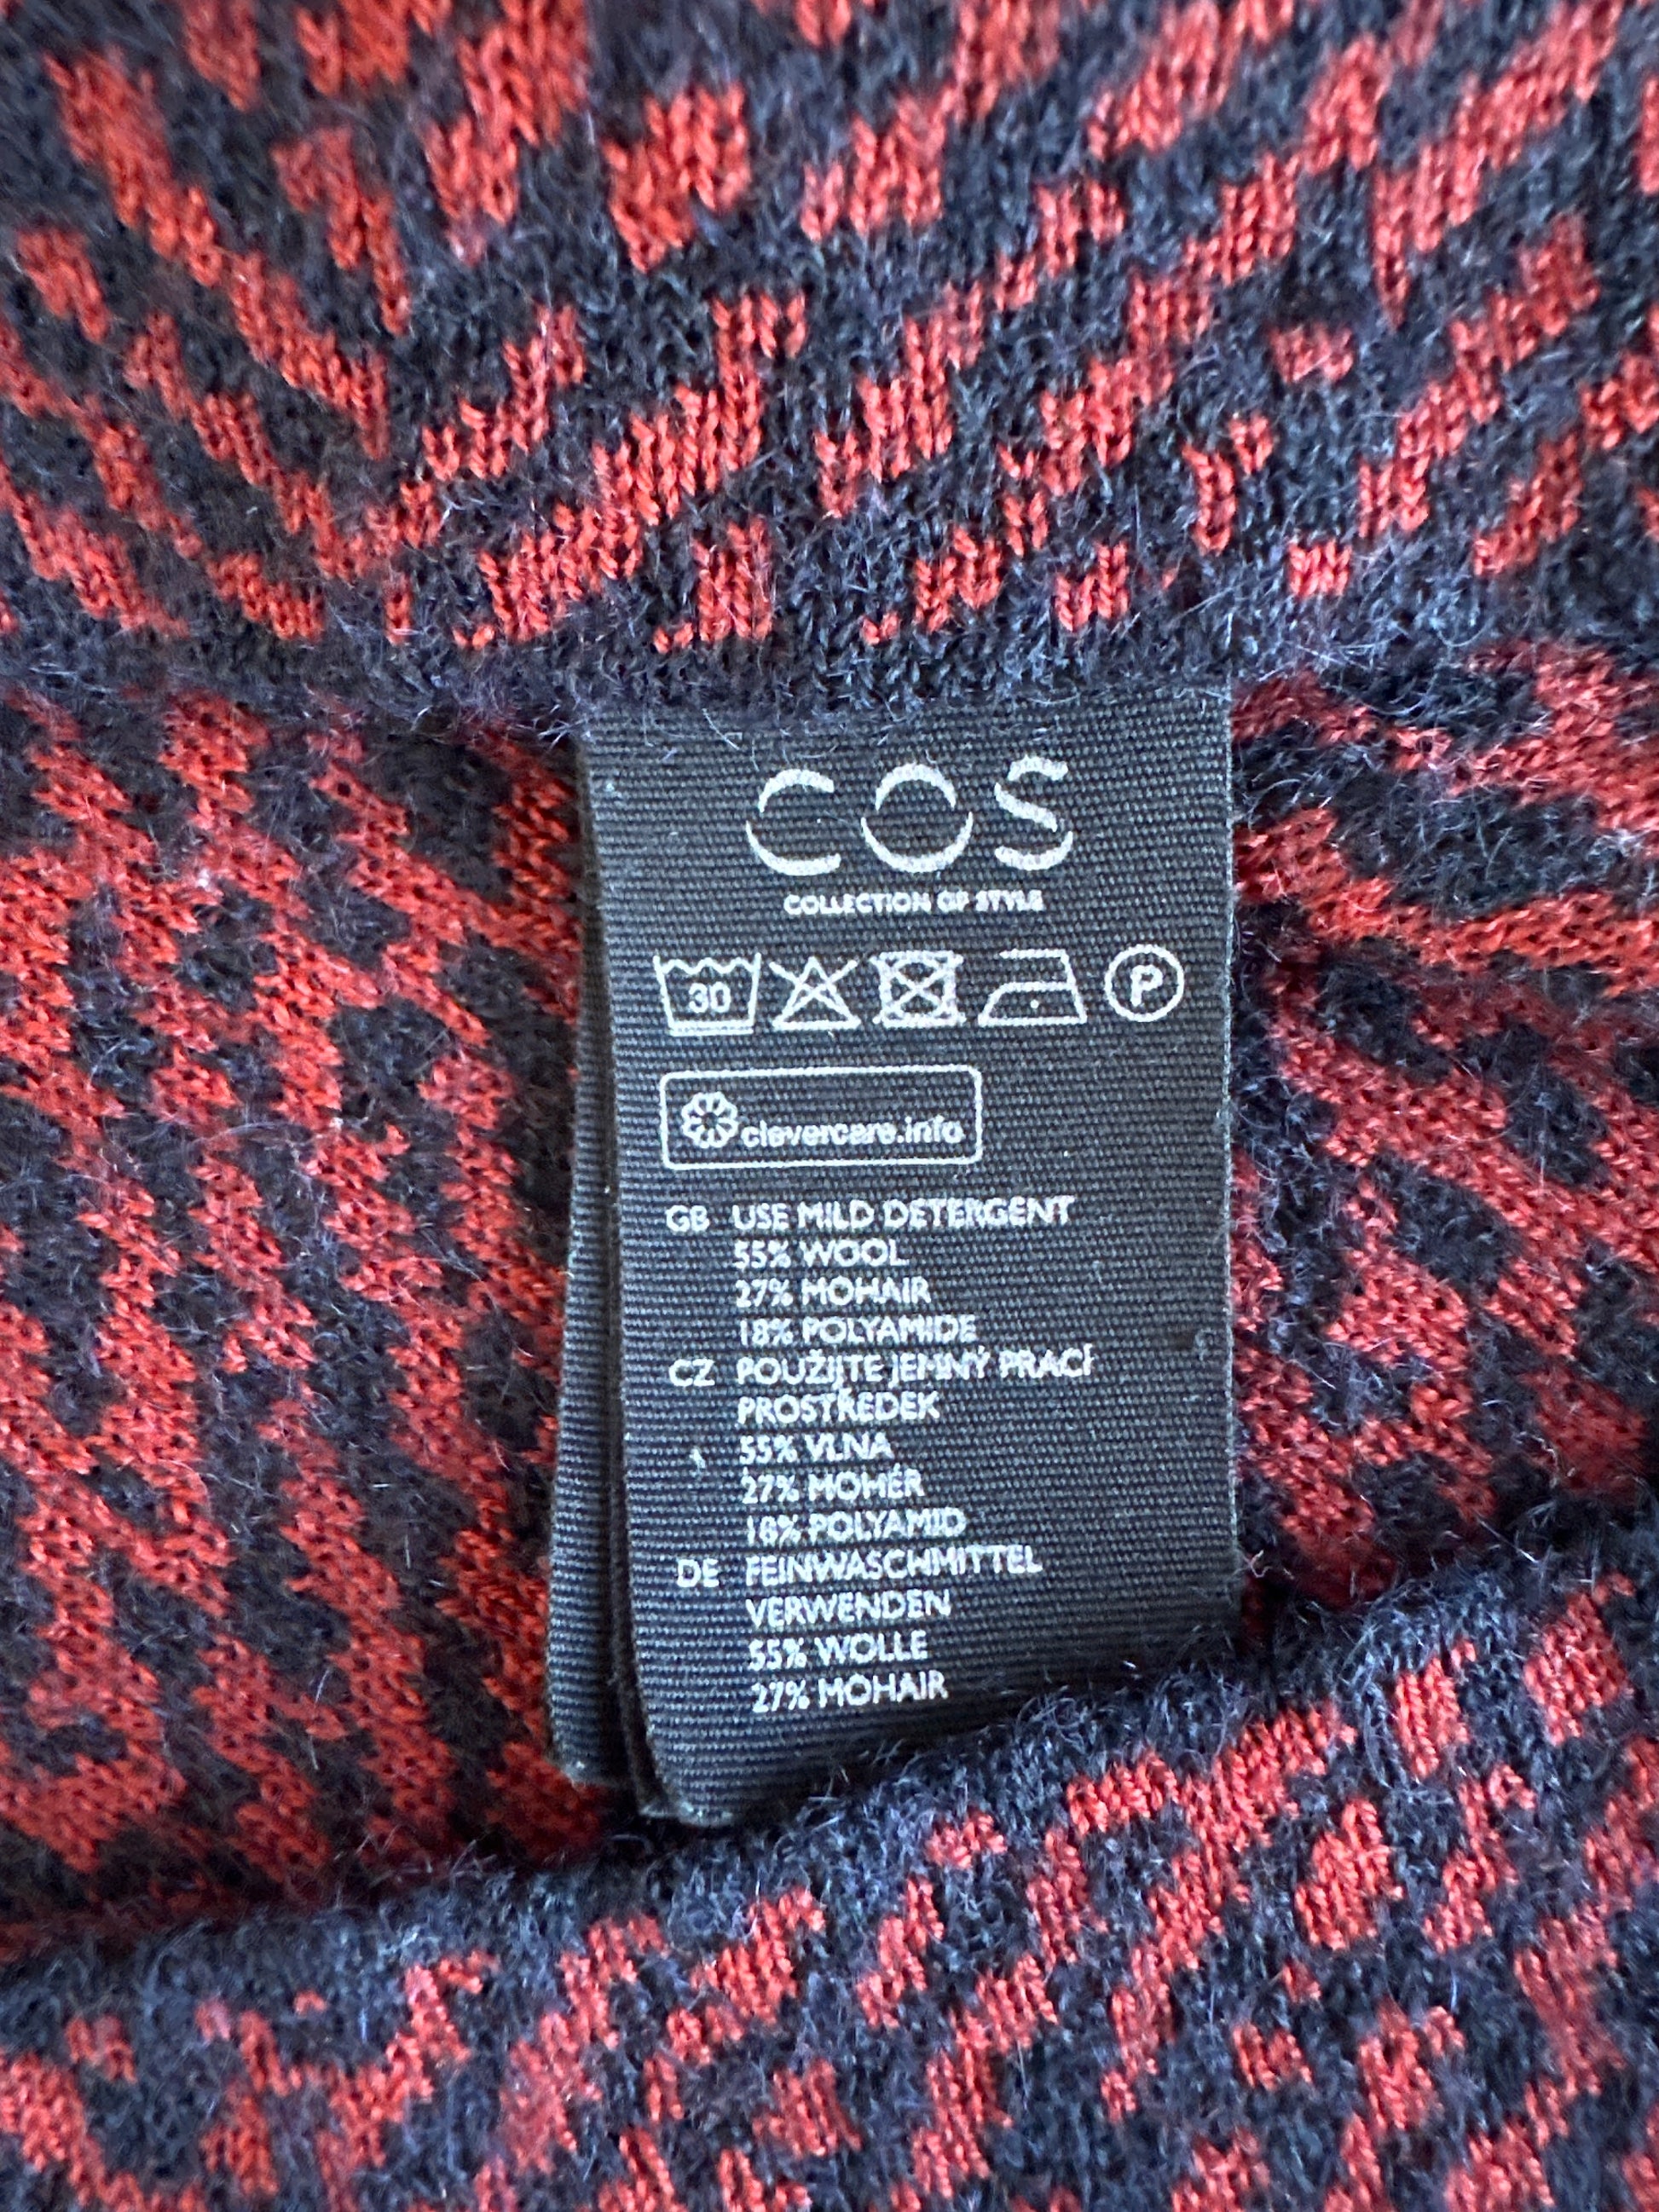 COS
COLLECTION OF STYLE
30 P
clevercare.info
GB USE MILD DETERGENT
55% WOOL
27% MOHAIR
18% POLYAMIDE
CZ POUŽIJTE JEMNÝ PRACÍ
PROSTŘEDEK
55% VLNA
27% MOHÉR
18% POLYAMID
DE FEINWASCHMITTEL
VERWENDEN
55% WOLLE
27% MOHAIR